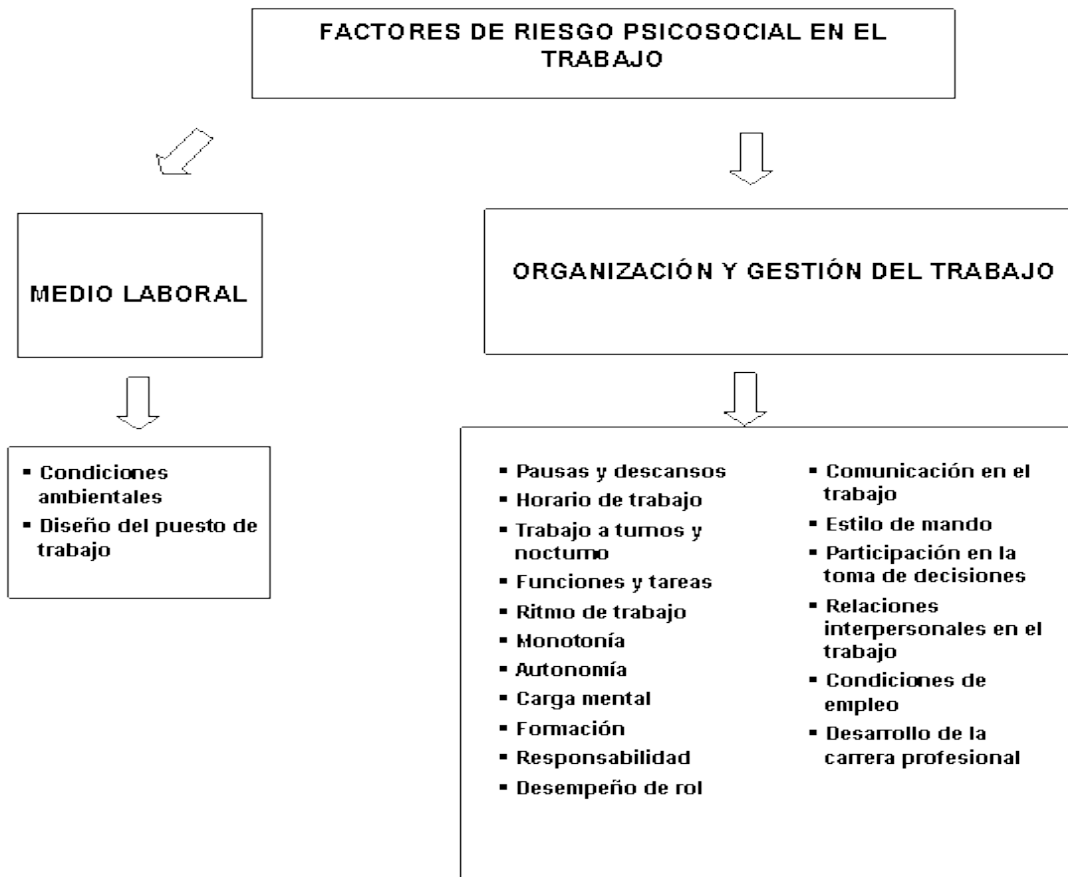 FACTORES DE RIESGO PSICOSOCIAL EN EL
TRABAJO
MEDIO LABORAL
ORGANIZACIÓN Y GESTIÓN DEL TRABAJO
▪ Condiciones
ambientales
▪ Diseño del puesto de
trabajo
▪ Pausas y descansos
▪ Horario de trabajo
▪ Trabajo a turnos y
nocturno
▪ Funciones y tareas
▪ Ritmo de trabajo
▪ Monotonía
▪ Autonomía
▪ Carga mental
▪ Formación
▪ Responsabilidad
▪ Desempeño de rol
▪ Comunicación en el
trabajo
▪ Estilo de mando
▪ Participación en la
toma de decisiones
▪ Relaciones
interpersonales en el
trabajo
▪ Condiciones de
empleo
▪ Desarrollo de la
carrera profesional